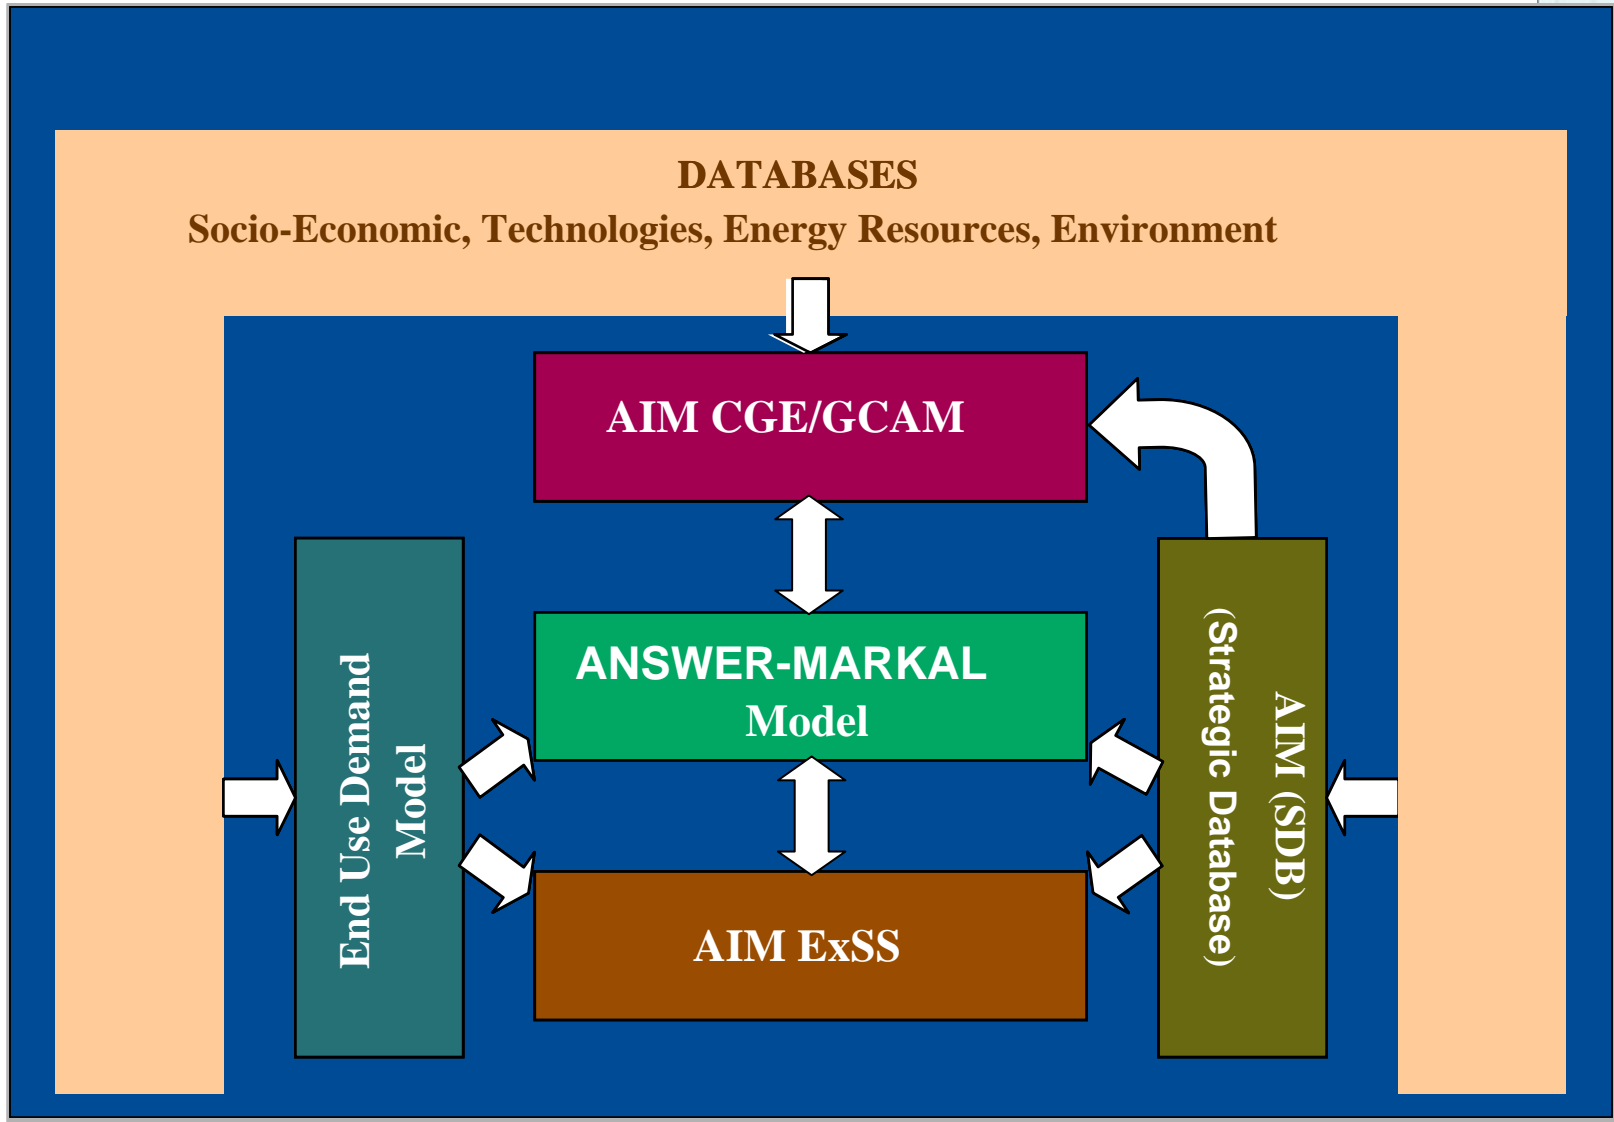 DATABASES
Socio-Economic, Technologies, Energy Resources, Environment
AIM CGE/GCAM
End Use Demand
Model
ANSWER-MARKAL
Model
AIM ExSS
AIM (SDB)
(Strategic Database)